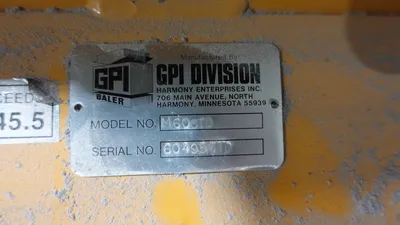 Manufactured By
GPI DIVISION
HARMONY ENTERPRISES INC.
706 MAIN AVENUE, NORTH
HARMONY, MINNESOTA 55939
GPI
BALER
MODEL NO.
SERIAL NO.
45.5